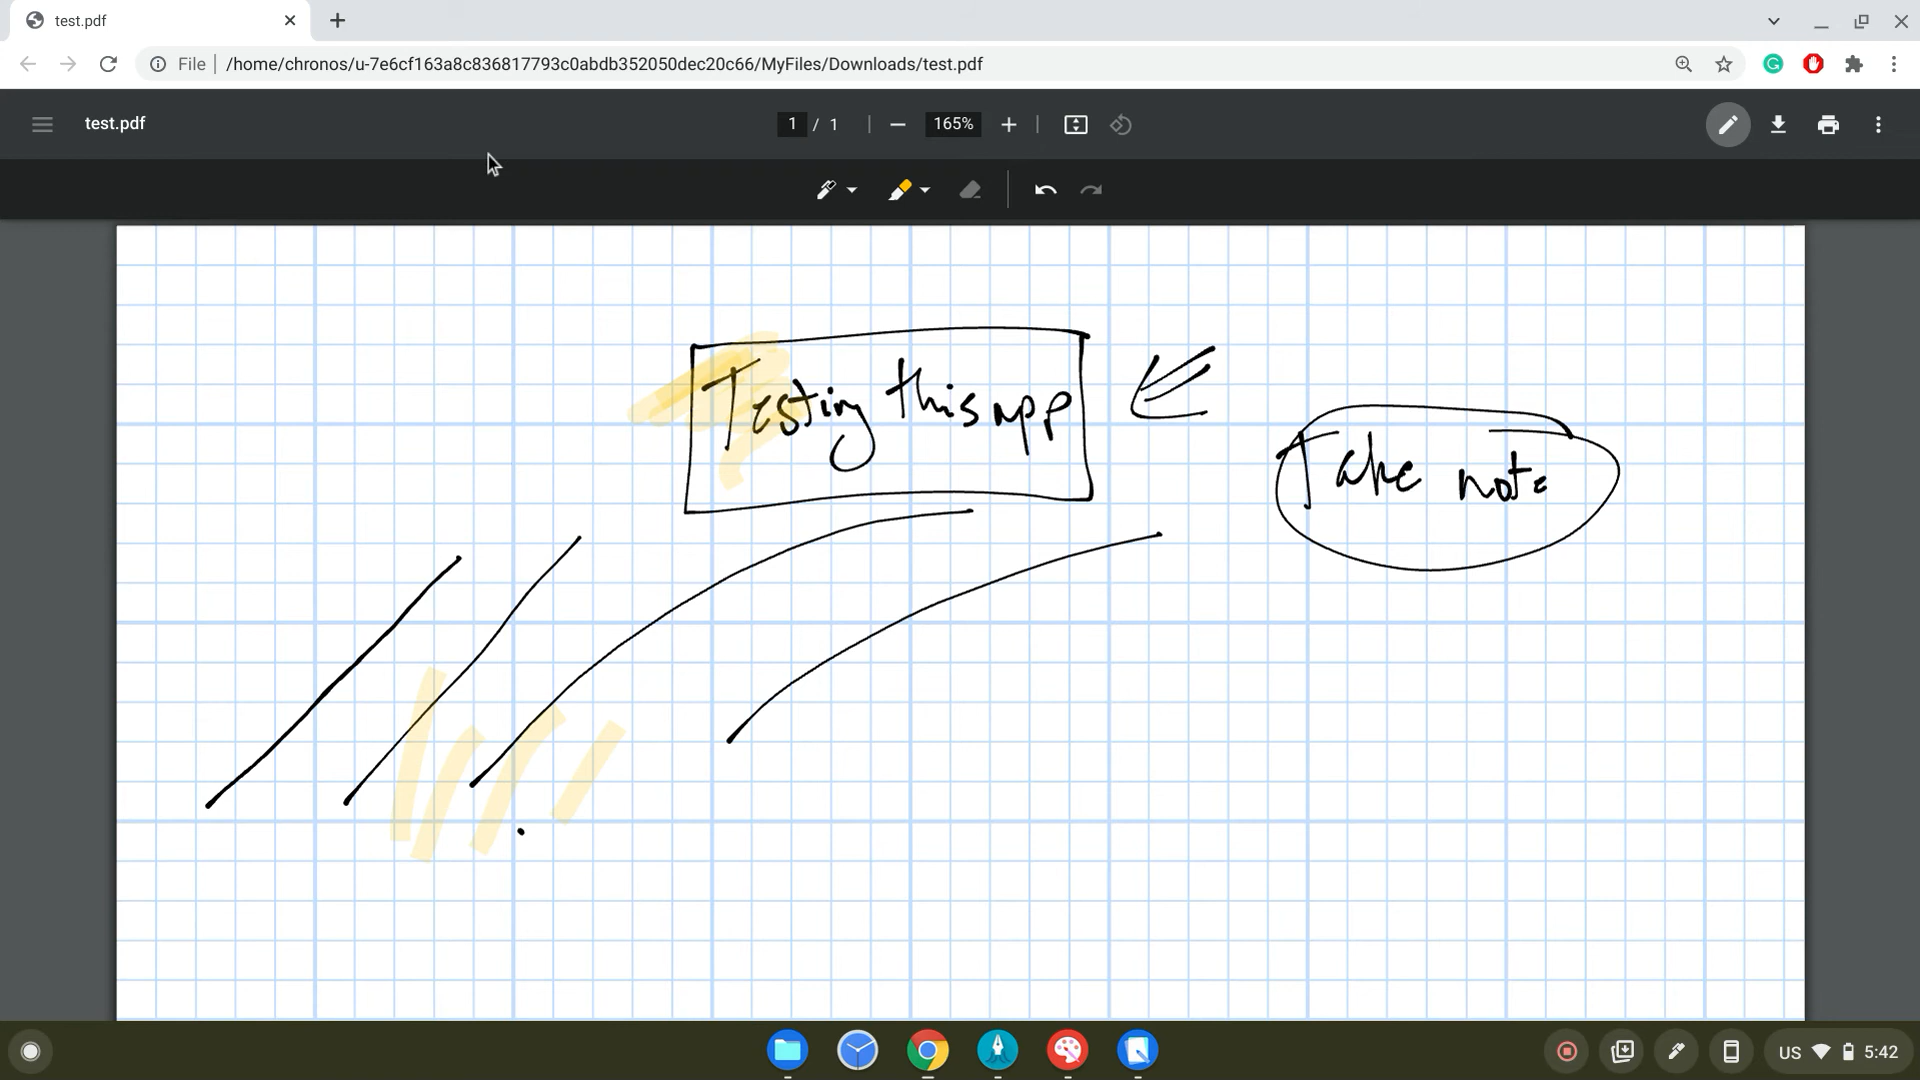 test.pdf
File
/home/chronos/u-7e6cf163a8c836817793c0abdb352050dec20c66/MyFiles/Downloads/test.pdf
test.pdf
1 / 1
165%
Testing this app
Take note
US
5:42